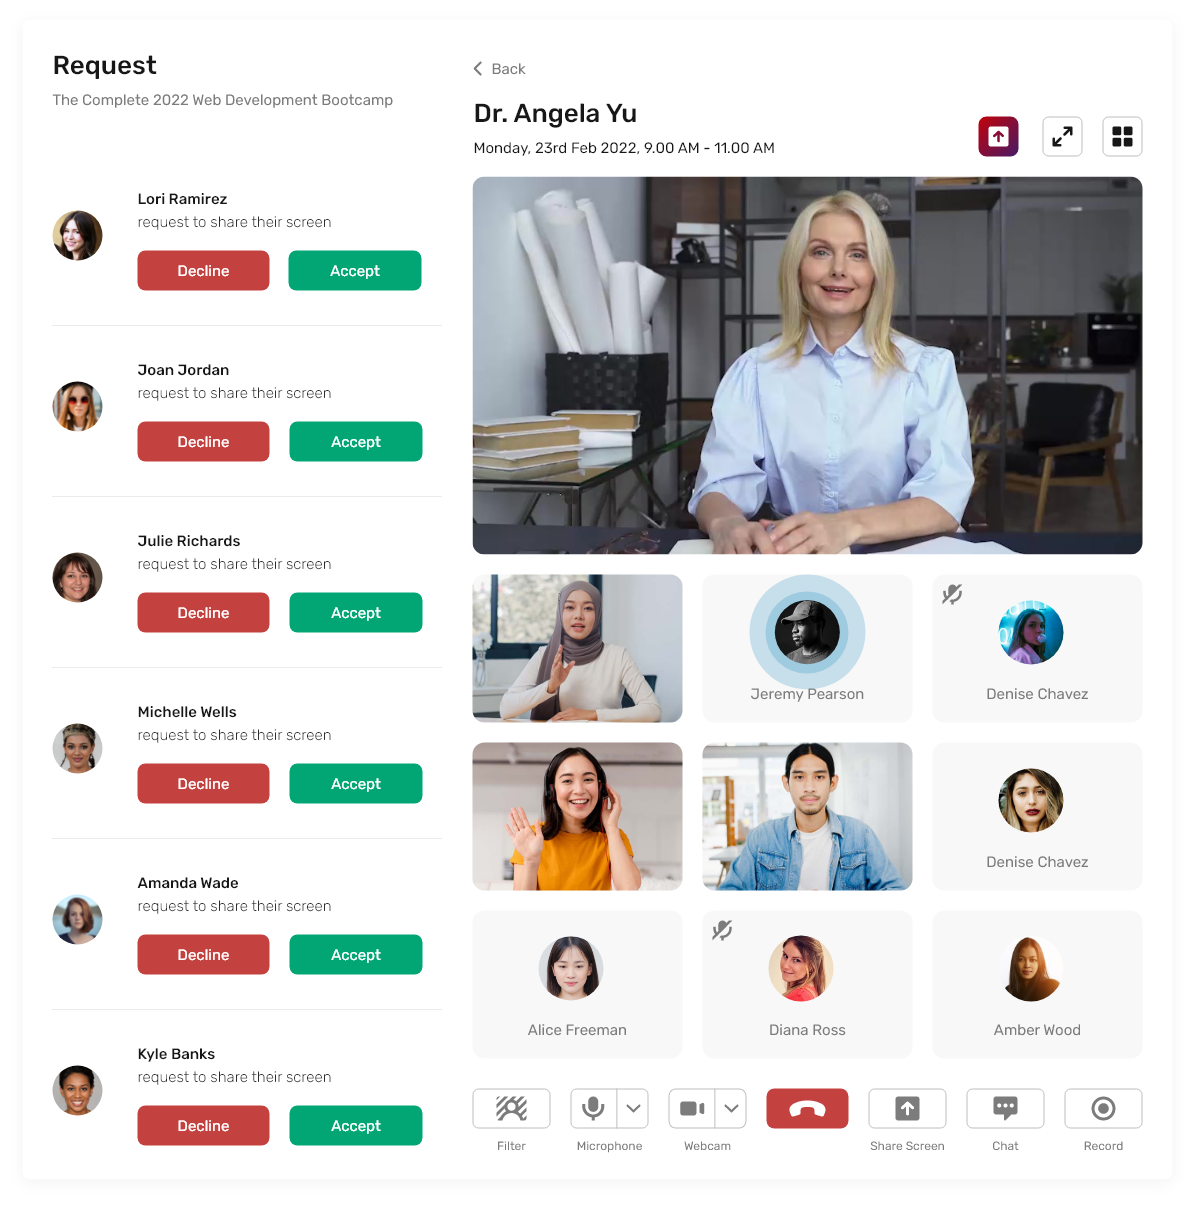 Request
The Complete 2022 Web Development Bootcamp
Lori Ramirez
request to share their screen
Decline
Accept
Joan Jordan
request to share their screen
Decline
Accept
Julie Richards
request to share their screen
Decline
Accept
Michelle Wells
request to share their screen
Decline
Accept
Amanda Wade
request to share their screen
Decline
Accept
Kyle Banks
request to share their screen
Decline
Accept
Back
Dr. Angela Yu
Monday, 23rd Feb 2022, 9.00 AM - 11.00 AM
Jeremy Pearson
Denise Chavez
Denise Chavez
Alice Freeman
Diana Ross
Amber Wood
Filter
Microphone
Webcam
Share Screen
Chat
Record